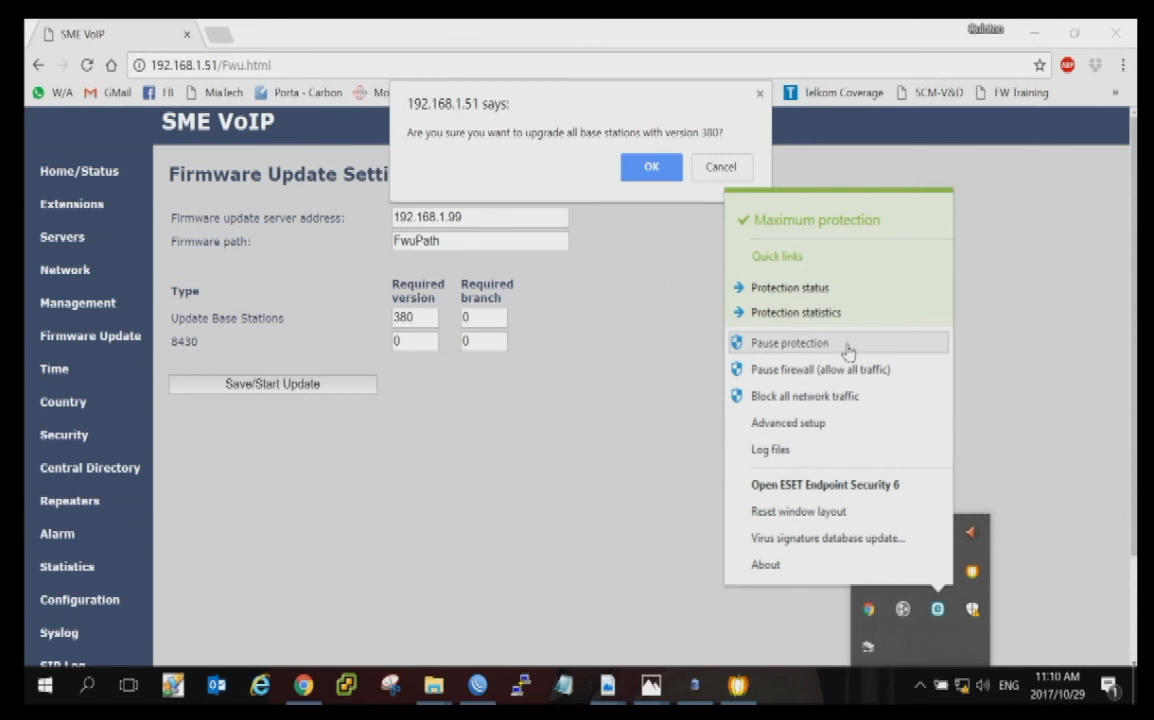 SME VoIP
192.168.1.51/Fwu.html
W/A GMail FB MiaTech Porta - Carbon Mo Telkom Coverage SCM-V&D FW Training
SME VoIP
192.168.1.51 says:
Are you sure you want to upgrade all base stations with version 380?
OK Cancel
Home/Status
Extensions
Servers
Network
Management
Firmware Update
Time
Country
Security
Central Directory
Repeaters
Alarm
Statistics
Configuration
Syslog
SIP Log
Firmware Update Setti
Firmware update server address: 192.168.1.99
Firmware path: FwuPath
Type Required version Required branch
Update Base Stations 380 0
8430 0 0
Save/Start Update
Maximum protection
Quick links
Protection status
Protection statistics
Pause protection
Pause firewall (allow all traffic)
Block all network traffic
Advanced setup
Log files
Open ESET Endpoint Security 6
Reset window layout
Virus signature database update...
About
ENG
11:10 AM
2017/10/29